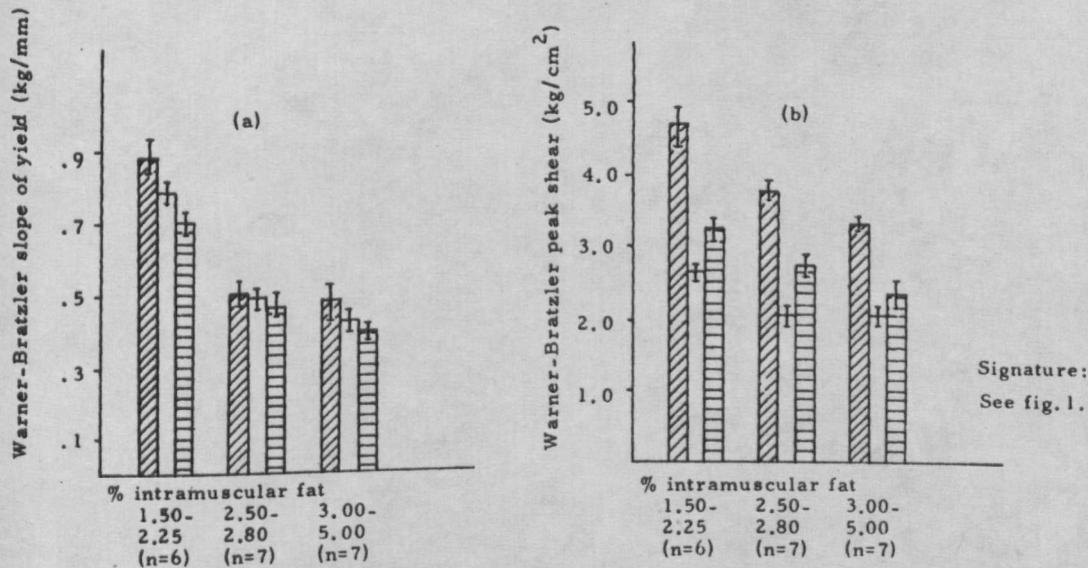 Warner-Bratzler slope of yield (kg/mm)
(a)
.9
.7
.5
.3
.1
% intramuscular fat
1.50- 2.50- 3.00-
2.25 2.80 5.00
(n=6) (n=7) (n=7)
Warner-Bratzler peak shear (kg/cm²)
(b)
5.0
4.0
3.0
2.0
1.0
% intramuscular fat
1.50- 2.50- 3.00-
2.25 2.80 5.00
(n=6) (n=7) (n=7)
Signature:
See fig.1.